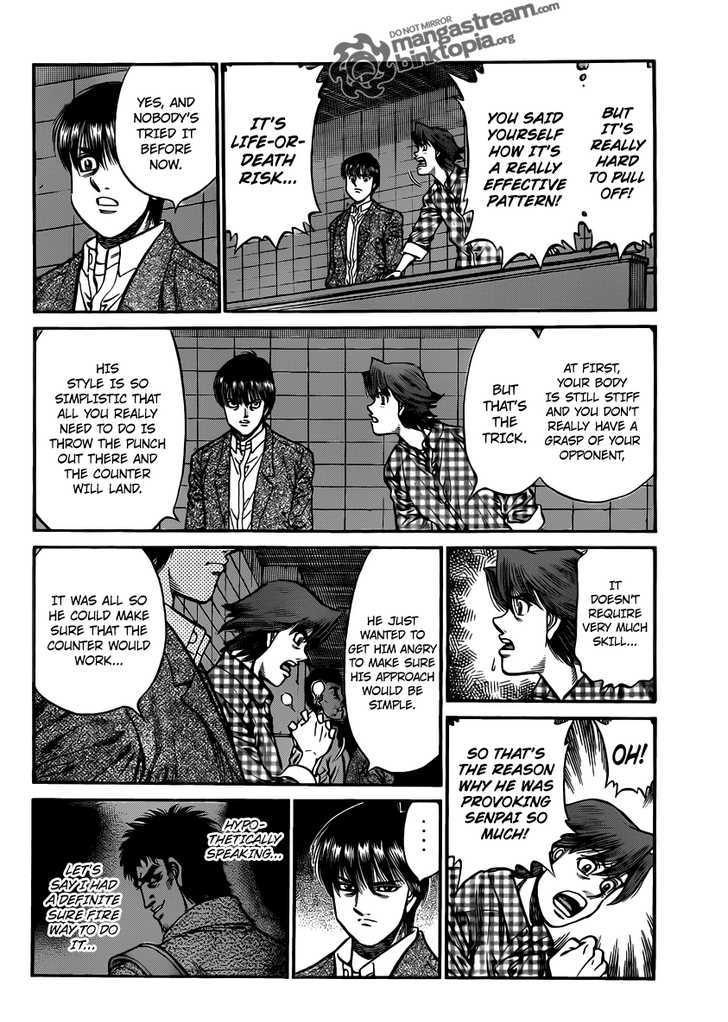 DO NOT MIRROR
mangastream.com
binktopia.org
BUT
IT'S
REALLY
HARD
TO PULL
OFF!
YOU SAID
YOURSELF
HOW IT'S
A REALLY
EFFECTIVE
PATTERN!
IT'S
LIFE-OR-
DEATH
RISK...
YES, AND
NOBODY'S
TRIED IT
BEFORE
NOW.
AT FIRST,
YOUR BODY
IS STILL STIFF
AND YOU DON'T
REALLY HAVE A
GRASP OF YOUR
OPPONENT,
BUT
THAT'S
THE
TRICK.
HIS
STYLE IS SO
SIMPLISTIC THAT
ALL YOU REALLY
NEED TO DO IS
THROW THE PUNCH
OUT THERE AND
THE COUNTER
WILL LAND.
IT
DOESN'T
REQUIRE
VERY MUCH
SKILL...
OH!
SO THAT'S
THE REASON
WHY HE WAS
PROVOKING
SENPAI SO
MUCH!
HE JUST
WANTED TO
GET HIM ANGRY
TO MAKE SURE
HIS APPROACH
WOULD BE
SIMPLE.
IT WAS ALL SO
HE COULD MAKE
SURE THAT THE
COUNTER WOULD
WORK...
....
HYPO-
THETICALLY
SPEAKING...
LET'S
SAY I HAD
A DEFINITE
SURE FIRE
WAY TO DO
IT...